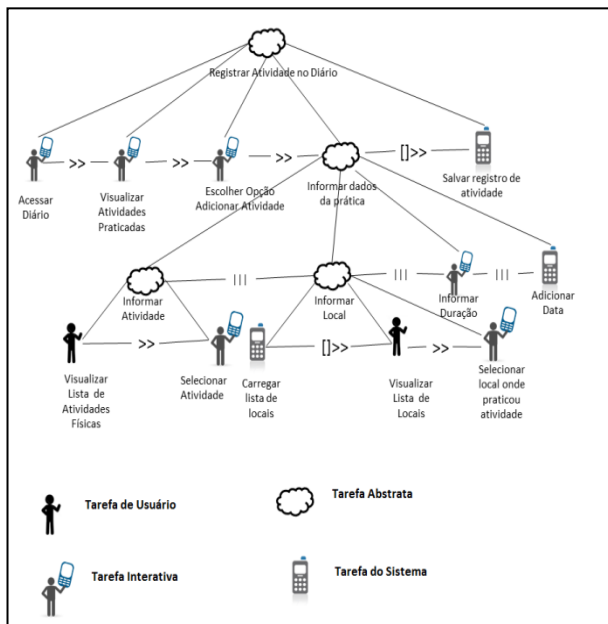 Registrar Atividade no Diário
>> >> >> []>>
Acessar
Diário
Visualizar
Atividades
Praticadas
Escolher Opção
Adicionar Atividade
Informar dados
da prática
Salvar registro de
atividade
||| ||| |||
Informar
Atividade
Informar
Local
Informar
Duração
Adicionar
Data
>> []>> >>
Visualizar
Lista de
Atividades
Físicas
Selecionar
Atividade
Carregar
lista de
locais
Visualizar
Lista de
Locais
Selecionar
local onde
praticou
atividade
Tarefa de Usuário
Tarefa Abstrata
Tarefa Interativa
Tarefa do Sistema